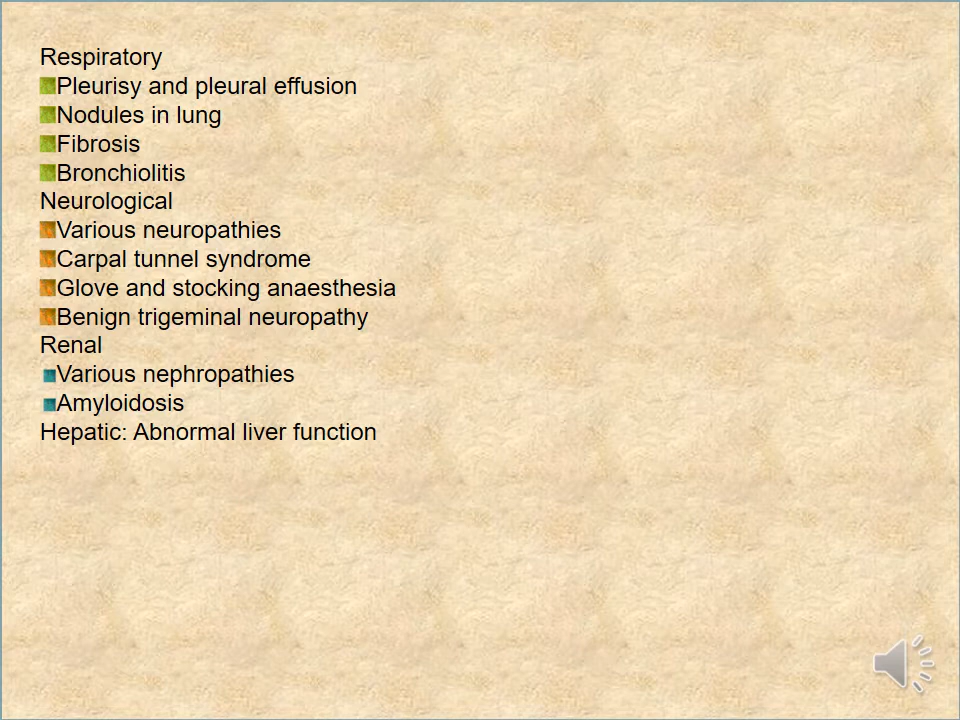 Respiratory
Pleurisy and pleural effusion
Nodules in lung
Fibrosis
Bronchiolitis
Neurological
Various neuropathies
Carpal tunnel syndrome
Glove and stocking anaesthesia
Benign trigeminal neuropathy
Renal
Various nephropathies
Amyloidosis
Hepatic: Abnormal liver function